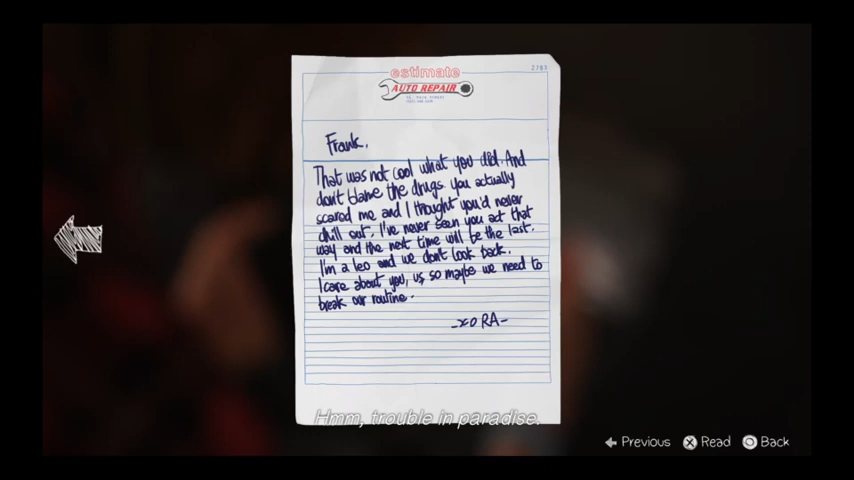 2781
estimate
AUTO REPAIR
Frank,
That was not cool what you did. And
don't blame the drugs. you actually
scared me and I thought you'd never
chill out. I've never seen you act that
way and the next time will be the last.
I'm a leo and we don't look back.
I care about you, us, so maybe we need to
break our routine.
-xo RA-
Hmm, trouble in paradise.
Previous Read Back